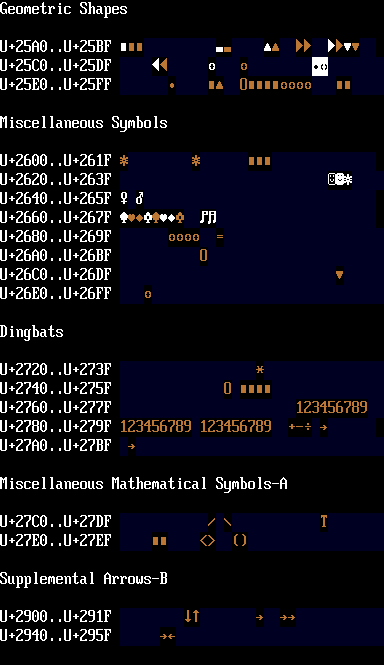 Geometric Shapes
U+25A0..U+25BF
U+25C0..U+25DF
U+25E0..U+25FF
Miscellaneous Symbols
U+2600..U+261F
U+2620..U+263F
U+2640..U+265F ♀ ♂
U+2660..U+267F
U+2680..U+269F
U+26A0..U+26BF
U+26C0..U+26DF
U+26E0..U+26FF
Dingbats
U+2720..U+273F
U+2740..U+275F
U+2760..U+277F 123456789
U+2780..U+279F 123456789 123456789 +-÷ →
U+27A0..U+27BF →
Miscellaneous Mathematical Symbols-A
U+27C0..U+27DF / \ T
U+27E0..U+27EF ■■ <> ()
Supplemental Arrows-B
U+2900..U+291F ↓↑ → →→
U+2940..U+295F →←